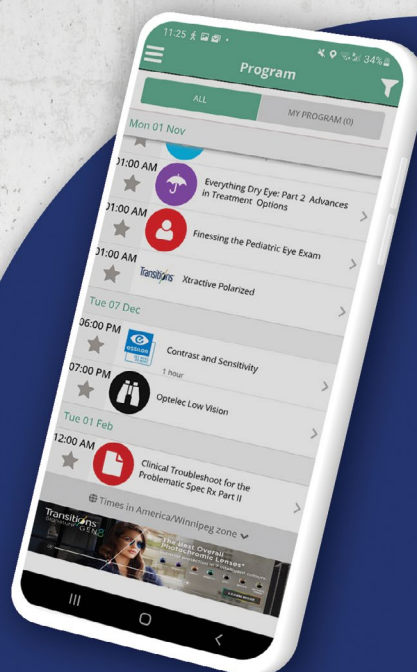 11:25
34%
Program
ALL
MY PROGRAM (0)
Mon 01 Nov
01:00 AM
Everything Dry Eye: Part 2 Advances
in Treatment Options
01:00 AM
Finessing the Pediatric Eye Exam
01:00 AM
Transitions Xtractive Polarized
Tue 07 Dec
06:00 PM
essilor
Contrast and Sensitivity
1 hour
07:00 PM
Optelec Low Vision
Tue 01 Feb
12:00 AM
Clinical Troubleshoot for the
Problematic Spec Rx Part II
Times in America/Winnipeg zone
Transitions
Signature GEN8
The Best Overall
Photochromic Lenses*